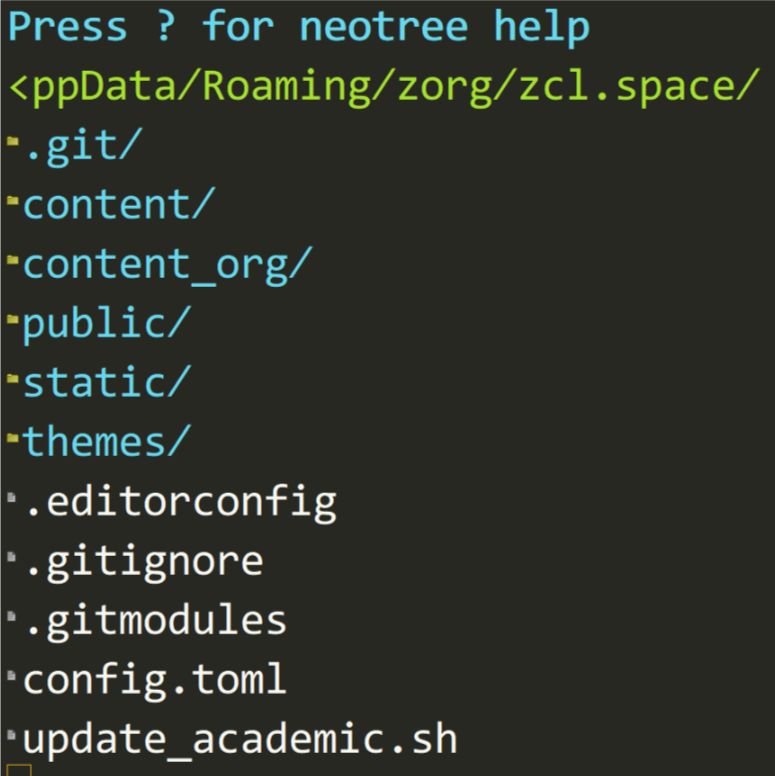 Press ? for neotree help
<ppData/Roaming/zorg/zcl.space/
.git/
content/
content_org/
public/
static/
themes/
.editorconfig
.gitignore
.gitmodules
config.toml
update_academic.sh